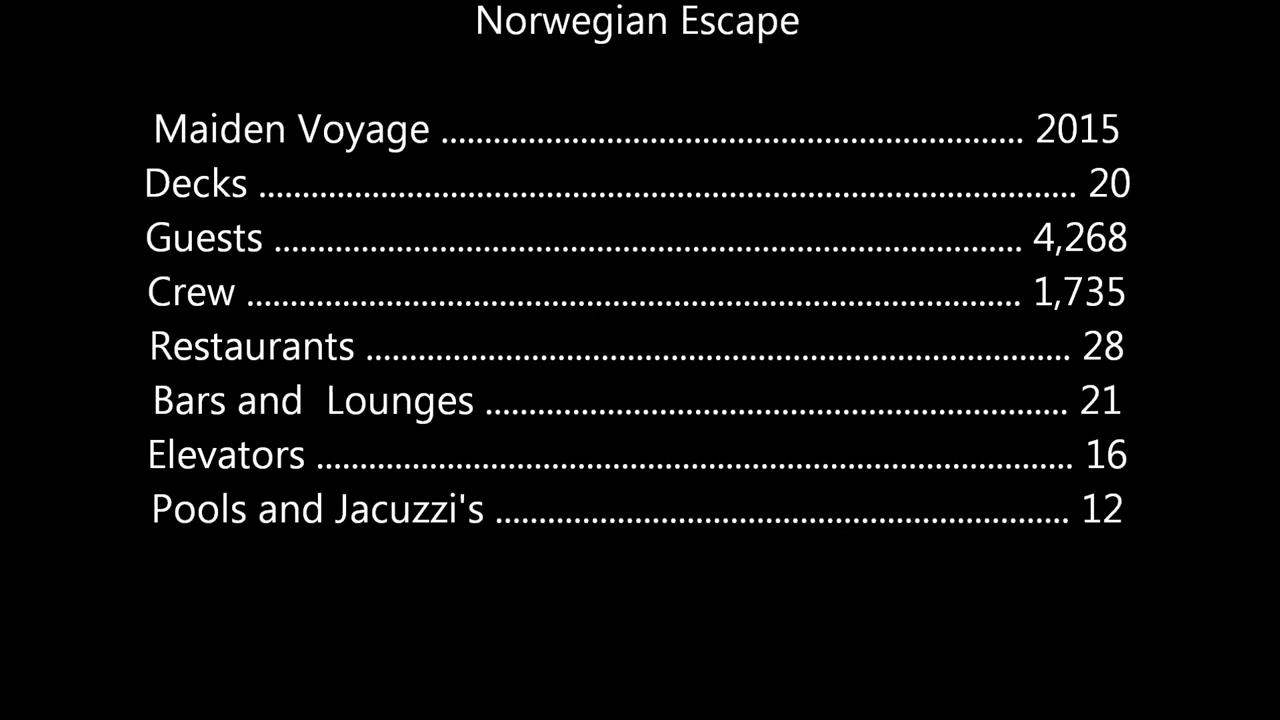 Norwegian Escape
Maiden Voyage ................................................................... 2015
Decks .............................................................................................. 20
Guests ...................................................................................... 4,268
Crew ......................................................................................... 1,735
Restaurants ................................................................................. 28
Bars and  Lounges ................................................................... 21
Elevators ....................................................................................... 16
Pools and Jacuzzi's .................................................................. 12